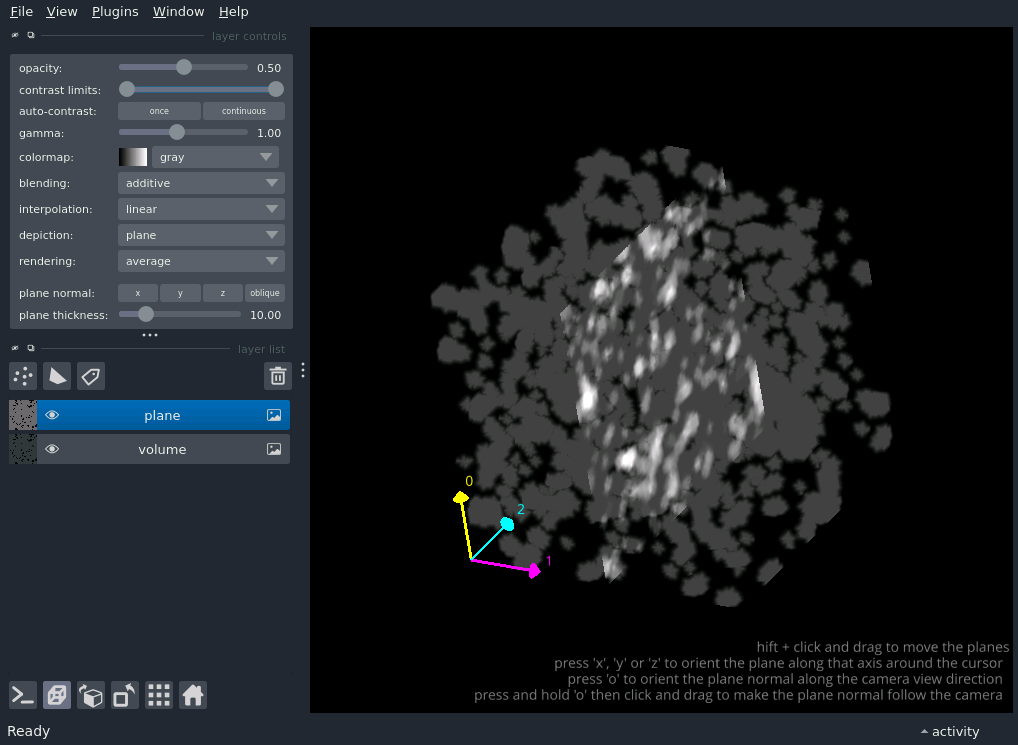 File View Plugins Window Help
layer controls
opacity: 0.50
contrast limits:
auto-contrast: once continuous
gamma: 1.00
colormap: gray
blending: additive
interpolation: linear
depiction: plane
rendering: average
plane normal: x y z oblique
plane thickness: 10.00
layer list
plane
volume
0
2
1
hift + click and drag to move the planes
press 'x', 'y' or 'z' to orient the plane along that axis around the cursor
press 'o' to orient the plane normal along the camera view direction
press and hold 'o' then click and drag to make the plane normal follow the camera
Ready activity